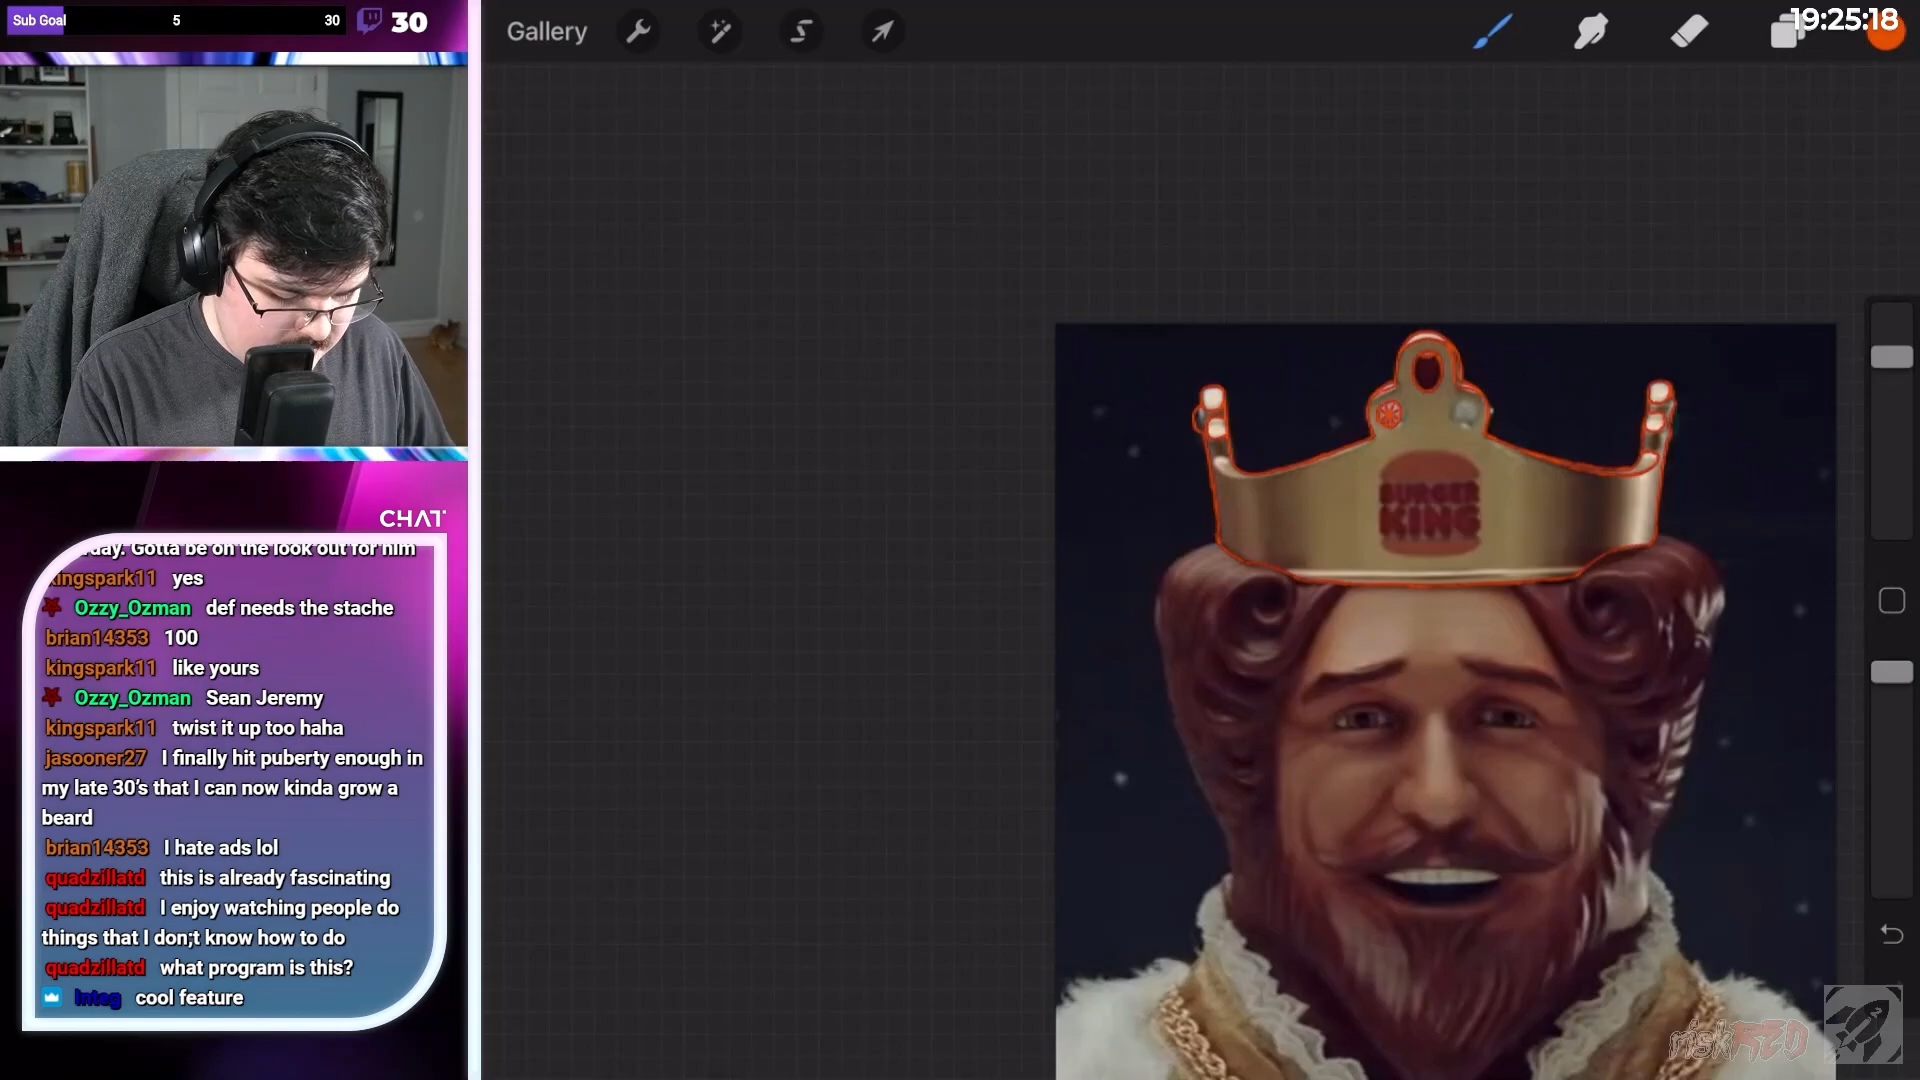 Sub Goal 5 30 30
Gallery
19:25:18
BURGER
KING
CHAT
day. Gotta be on the look out for him
kingspark11 yes
Ozzy_Ozman def needs the stache
brian14353 100
kingspark11 like yours
Ozzy_Ozman Sean Jeremy
kingspark11 twist it up too haha
jasooner27 I finally hit puberty enough in
my late 30's that I can now kinda grow a
beard
brian14353 I hate ads lol
quadzillatd this is already fascinating
quadzillatd I enjoy watching people do
things that I don;t know how to do
quadzillatd what program is this?
Integ cool feature
riskRZD